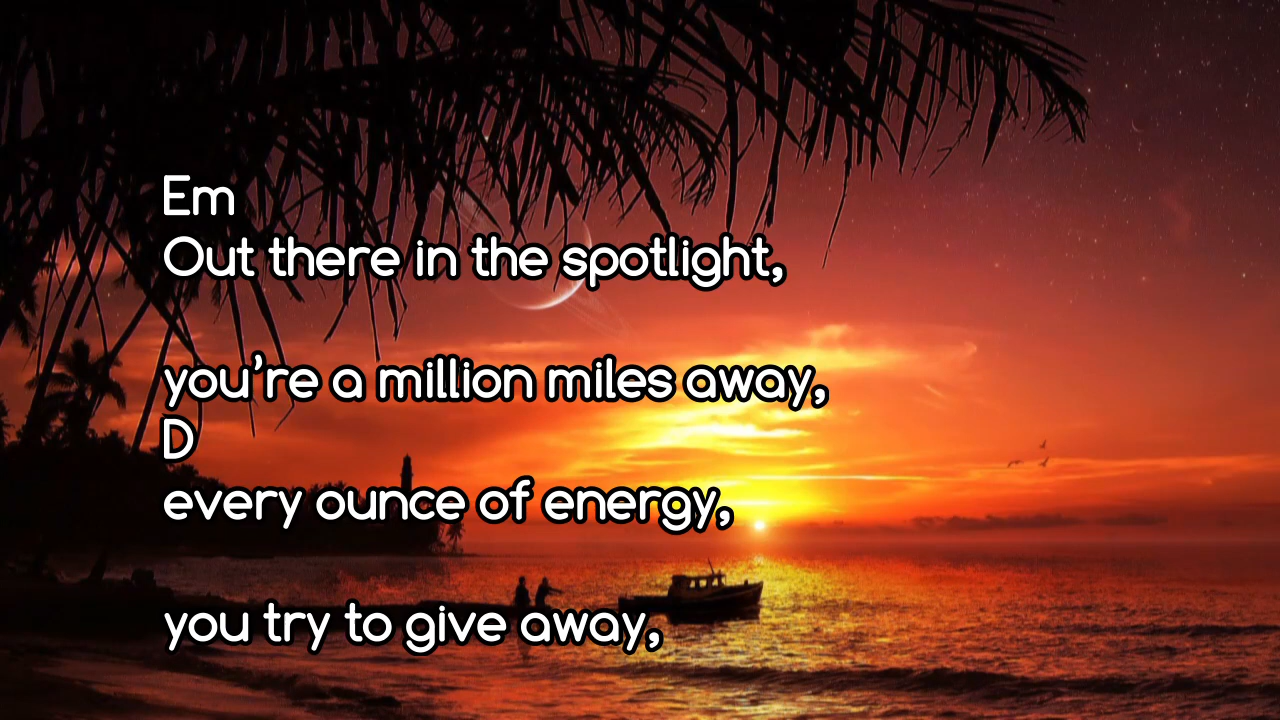 Em
Out there in the spotlight,
you're a million miles away,
D
every ounce of energy,
you try to give away,